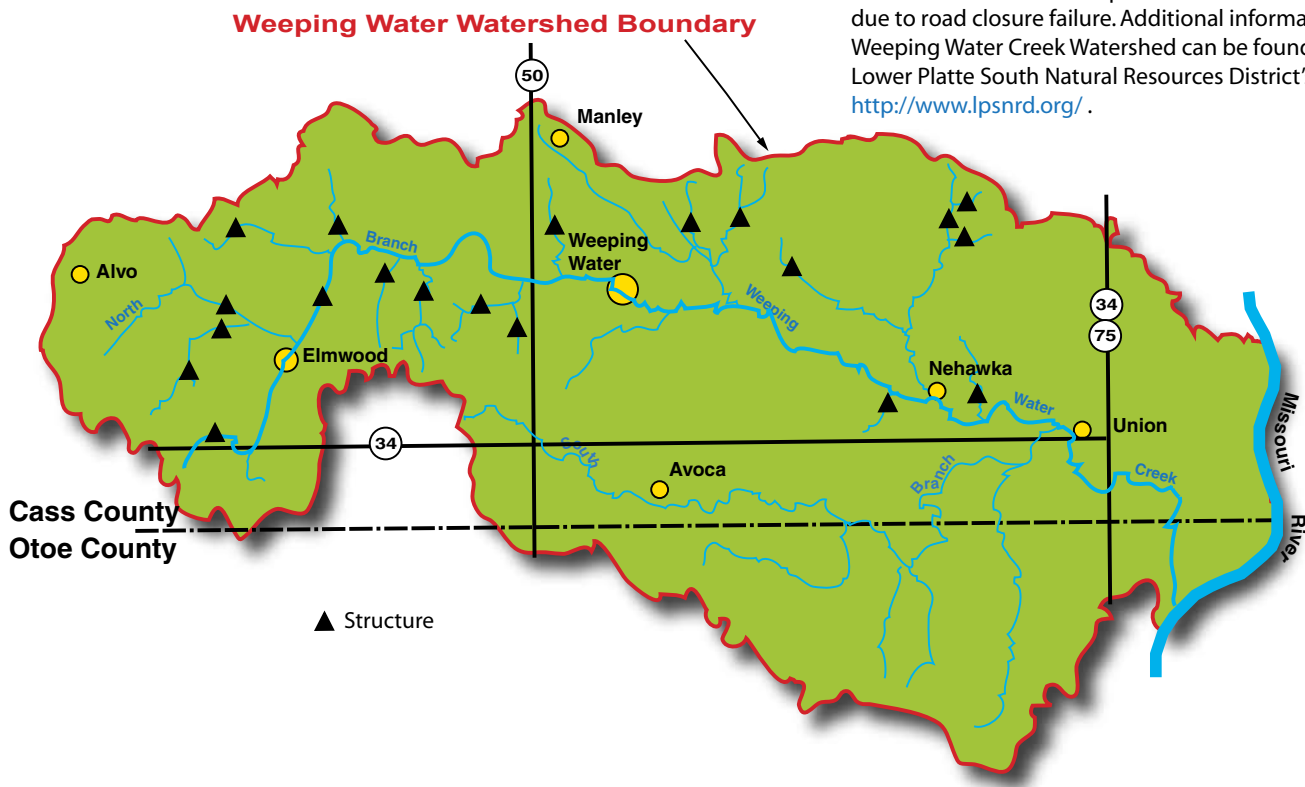 Weeping Water Watershed Boundary
due to road closure failure. Additional informa
Weeping Water Creek Watershed can be found
Lower Platte South Natural Resources District'
http://www.lpsnrd.org/ .
50
Manley
Weeping
Water
Branch
Alvo
North
Elmwood
Weeping
34
75
Nehawka
Water
Union
Missouri
River
34
South
Avoca
Branch
Creek
Cass County
Otoe County
Structure